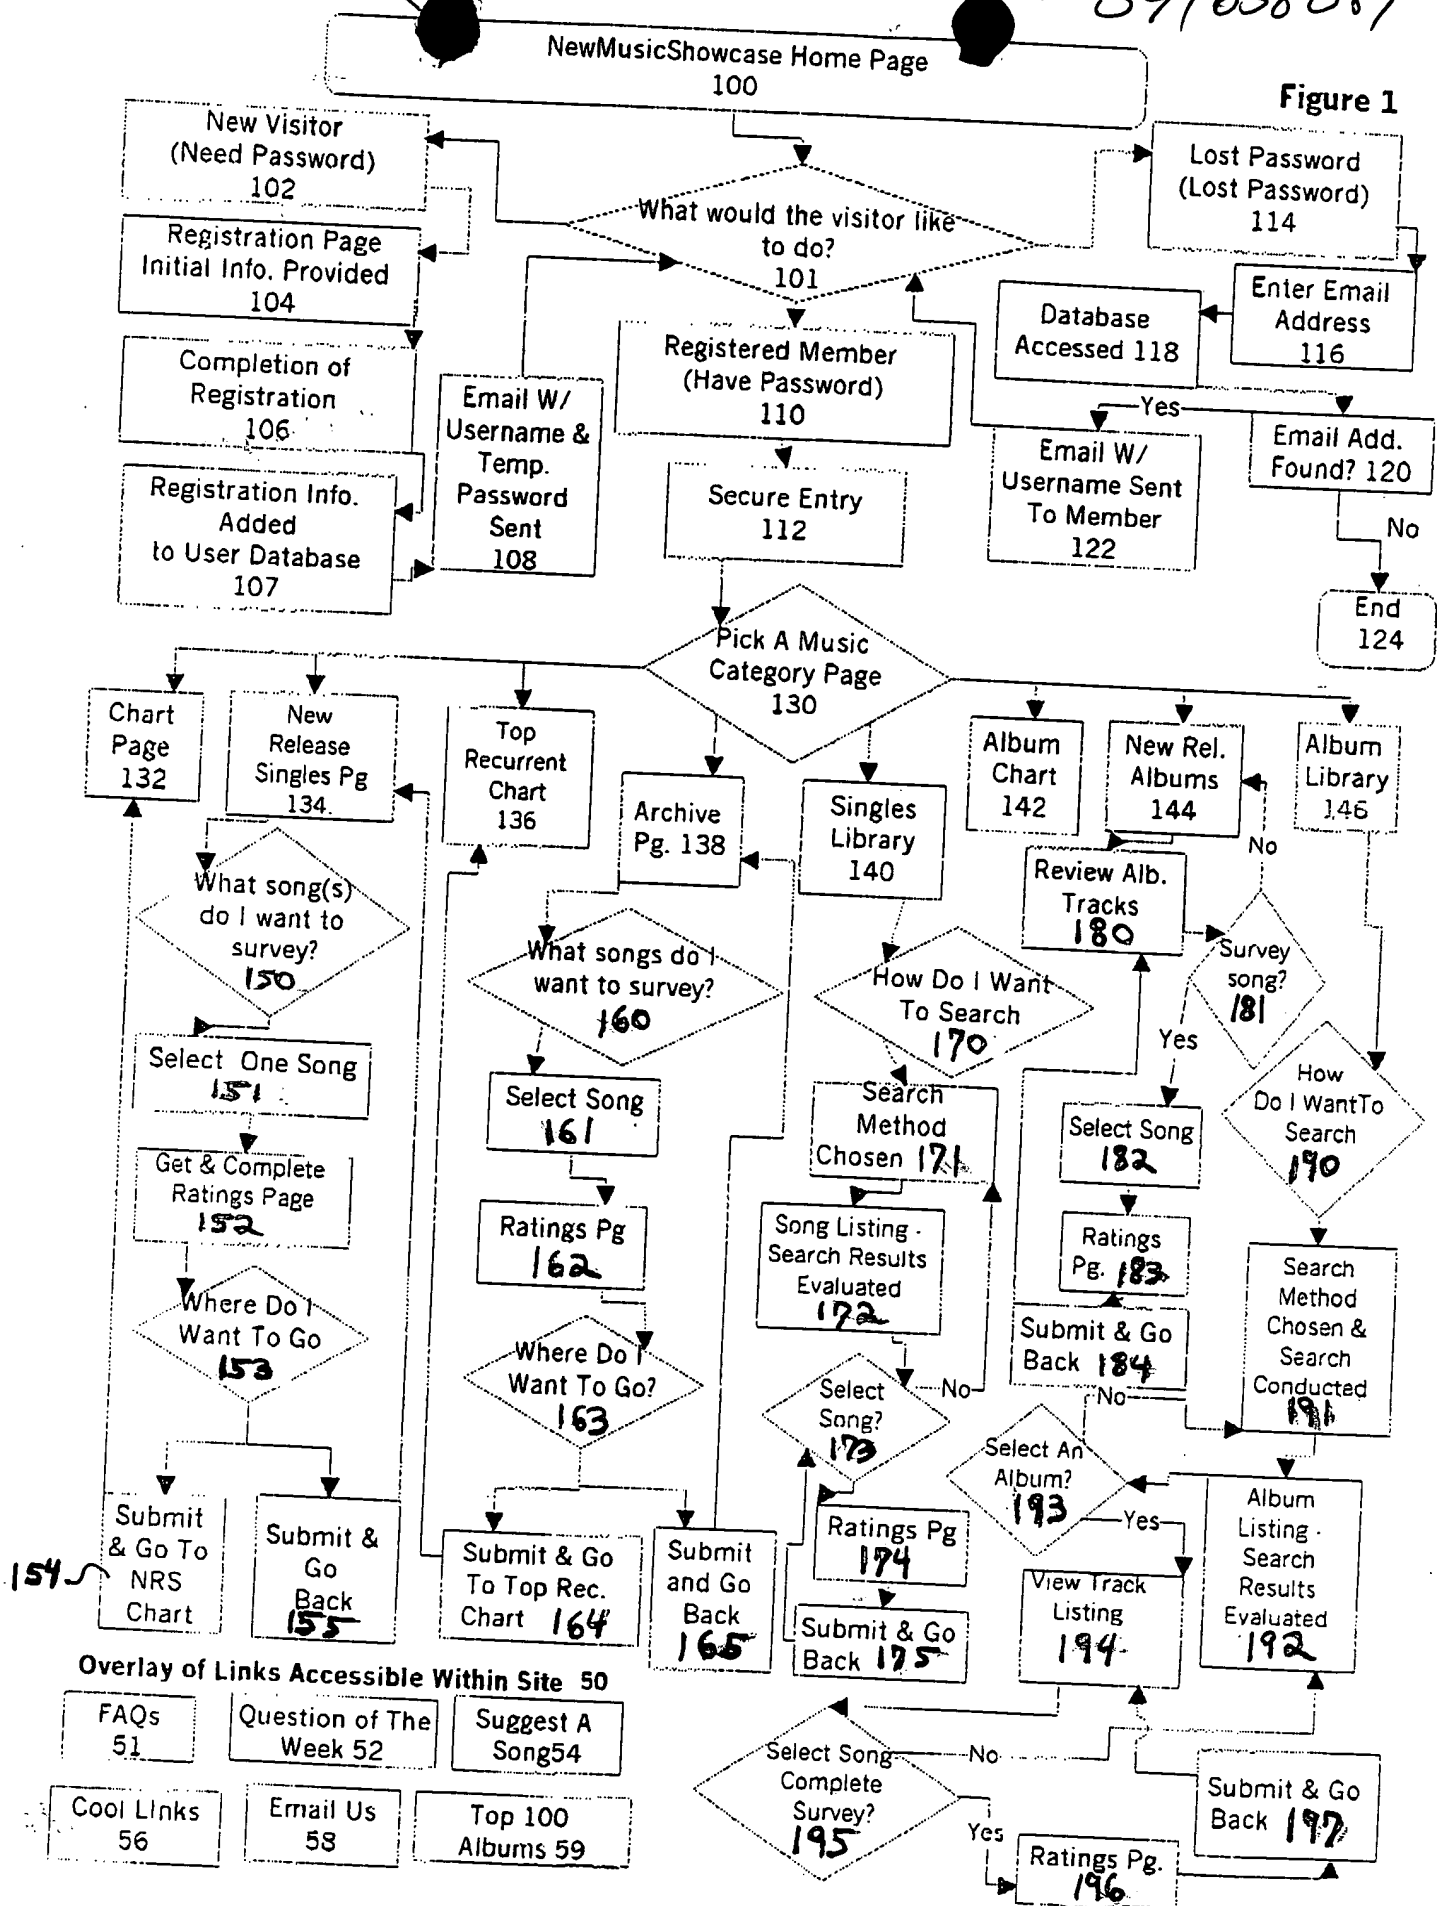 NewMusicShowcase Home Page
100
Figure 1
New Visitor
(Need Password)
102
Lost Password
(Lost Password)
114
What would the visitor like
to do?
101
Registration Page
Initial Info. Provided
104
Enter Email
Address
116
Database
Accessed 118
Registered Member
(Have Password)
110
Completion of
Registration
106
Email W/
Username &
Temp.
Password
Sent
108
Yes
Email Add.
Found? 120
Email W/
Username Sent
To Member
122
No
Registration Info.
Added
to User Database
107
Secure Entry
112
End
124
Pick A Music
Category Page
130
Chart
Page
132
New
Release
Singles Pg
134
Top
Recurrent
Chart
136
Archive
Pg. 138
Singles
Library
140
Album
Chart
142
New Rel.
Albums
144
Album
Library
146
No
What song(s)
do I want to
survey?
150
What songs do I
want to survey?
160
How Do I Want
To Search
170
Review Alb.
Tracks
180
Survey
song?
181
Yes
Select One Song
151
Select Song
161
Search
Method
Chosen 171
Select Song
182
How
Do I WantTo
Search
190
Get & Complete
Ratings Page
152
Ratings Pg
162
Song Listing -
Search Results
Evaluated
172
Ratings
Pg. 183
Search
Method
Chosen &
Search
Conducted
191
Where Do I
Want To Go
153
Where Do I
Want To Go?
163
Select
Song?
173
No
Submit & Go
Back 184
No
Select An
Album?
193
Yes
Submit
& Go To
NRS
Chart
154
Submit &
Go
Back
155
Submit & Go
To Top Rec.
Chart 164
Submit
and Go
Back
165
Ratings Pg
174
Submit & Go
Back 175
View Track
Listing
194
Album
Listing -
Search
Results
Evaluated
192
Overlay of Links Accessible Within Site 50
FAQs
51
Question of The
Week 52
Suggest A
Song54
Cool Links
56
Email Us
58
Top 100
Albums 59
Select Song
Complete
Survey?
195
No
Yes
Ratings Pg.
196
Submit & Go
Back 197